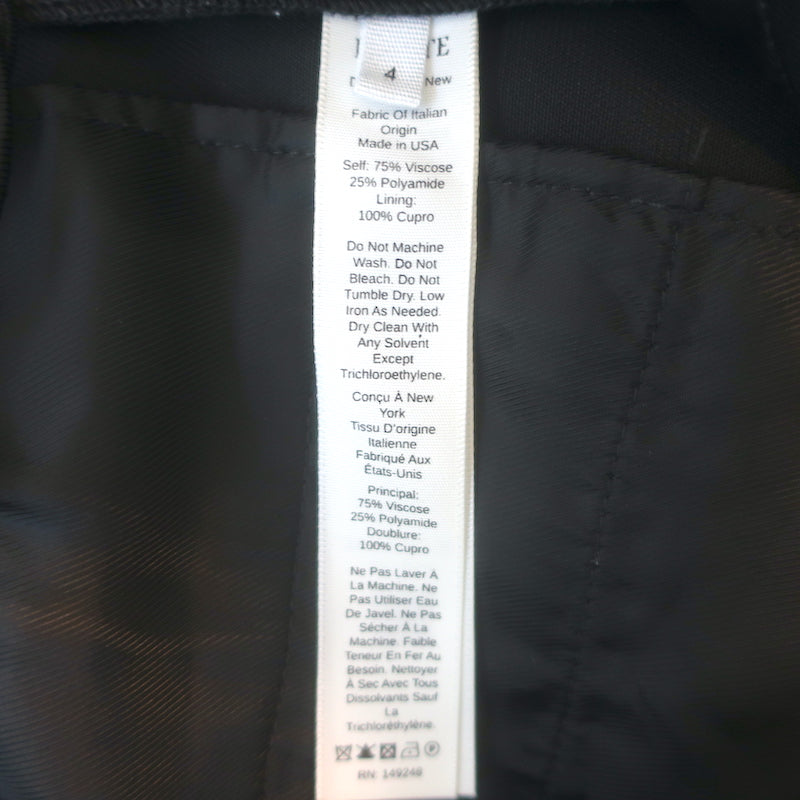 4
TE
New
Fabric Of Italian
Origin
Made in USA
Self: 75% Viscose
25% Polyamide
Lining:
100% Cupro
Do Not Machine
Wash. Do Not
Bleach. Do Not
Tumble Dry. Low
Iron As Needed.
Dry Clean With
Any Solvent
Except
Trichloroethylene.
Conçu À New
York
Tissu D'origine
Italienne
Fabriqué Aux
États-Unis
Principal:
75% Viscose
25% Polyamide
Doublure:
100% Cupro
Ne Pas Laver À
La Machine. Ne
Pas Utiliser Eau
De Javel. Ne Pas
Sécher À La
Machine. Faible
Teneur En Fer Au
Besoin. Nettoyer
À Sec Avec Tous
Dissolvants Sauf
La
Trichloréthylène.
RN: 149248